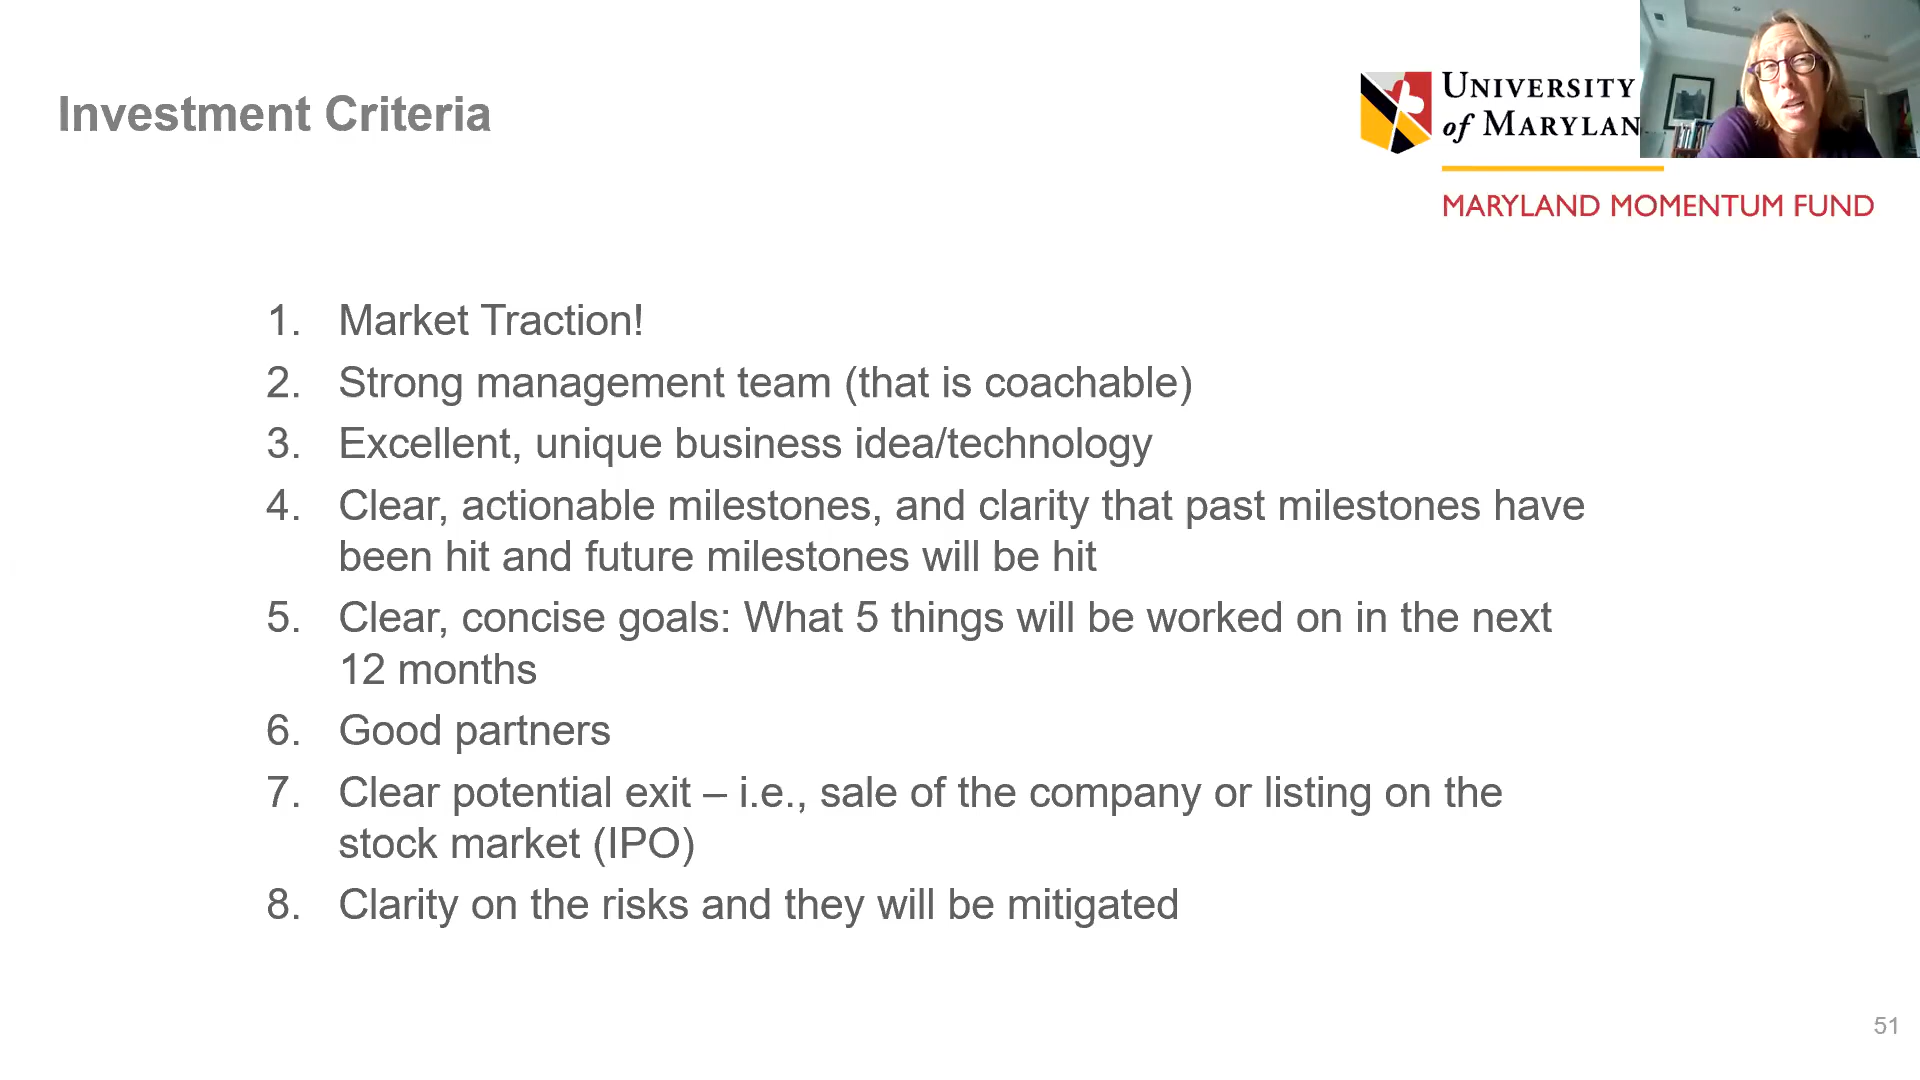 Investment Criteria
UNIVERSITY
of MARYLAN
MARYLAND MOMENTUM FUND
1. Market Traction!
2. Strong management team (that is coachable)
3. Excellent, unique business idea/technology
4. Clear, actionable milestones, and clarity that past milestones have
been hit and future milestones will be hit
5. Clear, concise goals: What 5 things will be worked on in the next
12 months
6. Good partners
7. Clear potential exit – i.e., sale of the company or listing on the
stock market (IPO)
8. Clarity on the risks and they will be mitigated
51